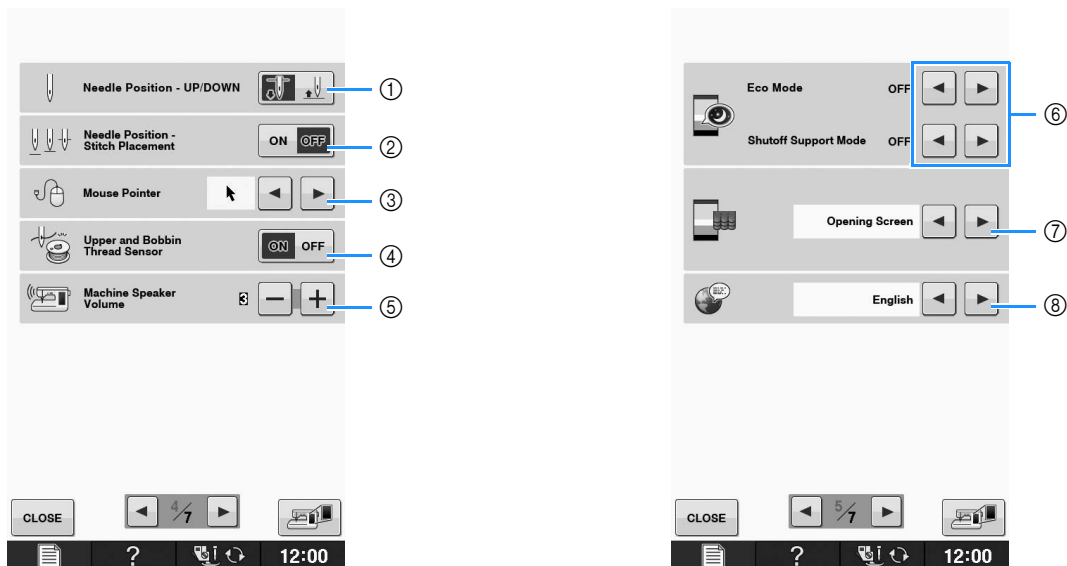 Needle Position - UP/DOWN
①
Needle Position -
Stitch Placement
ON OFF
②
Mouse Pointer
③
Upper and Bobbin
Thread Sensor
ON OFF
④
Machine Speaker
Volume
3
− +
⑤
CLOSE
4/7
?
12:00
Eco Mode
OFF
⑥
Shutoff Support Mode
OFF
Opening Screen
⑦
English
⑧
CLOSE
5/7
?
12:00